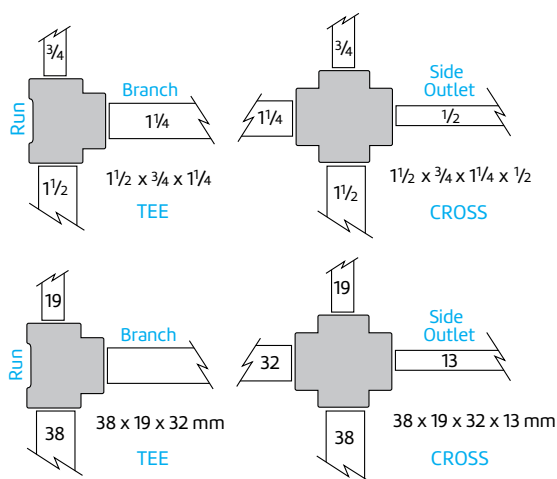 ¾
Run
Branch
1¼
1½
1½ x ¾ x 1¼
TEE
¾
Side
Outlet
1¼
½
1½
1½ x ¾ x 1¼ x ½
CROSS
19
Run
Branch
38
38 x 19 x 32 mm
TEE
19
Side
Outlet
32
13
38
38 x 19 x 32 x 13 mm
CROSS